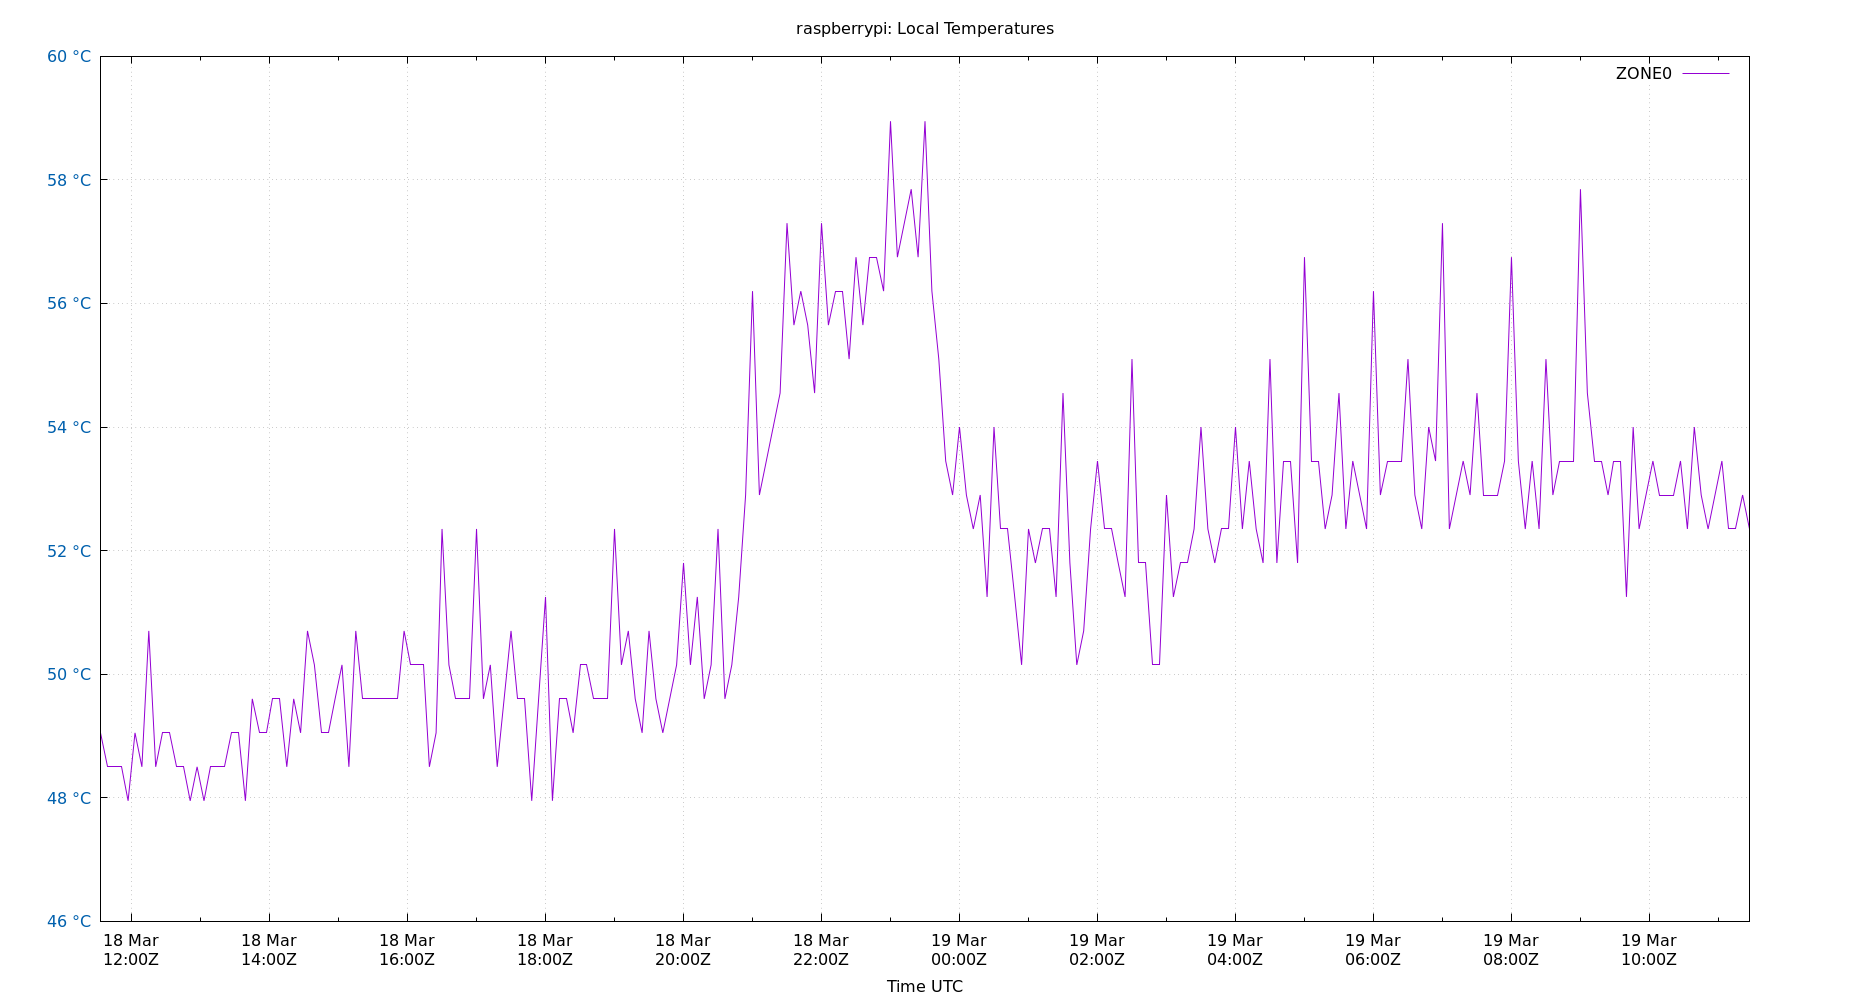 raspberrypi: Local Temperatures
60 °C
58 °C
56 °C
54 °C
52 °C
50 °C
48 °C
46 °C
ZONE0
18 Mar
12:00Z
18 Mar
14:00Z
18 Mar
16:00Z
18 Mar
18:00Z
18 Mar
20:00Z
18 Mar
22:00Z
19 Mar
00:00Z
19 Mar
02:00Z
19 Mar
04:00Z
19 Mar
06:00Z
19 Mar
08:00Z
19 Mar
10:00Z
Time UTC